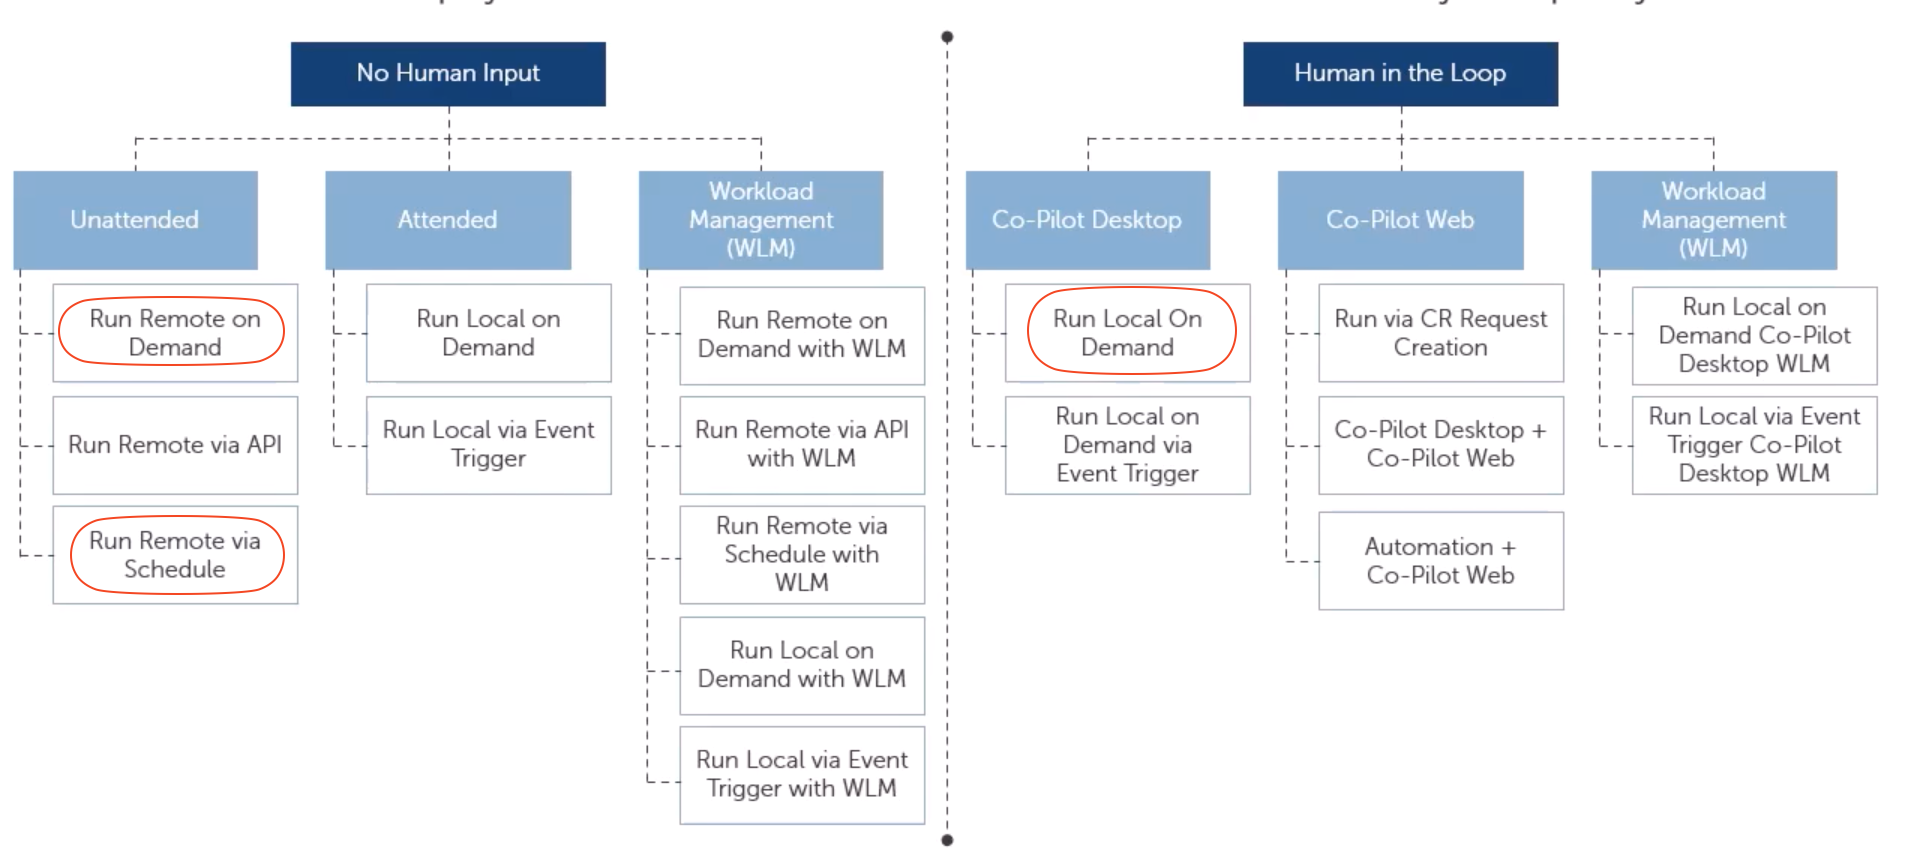 No Human Input
Unattended
Run Remote on
Demand
Run Remote via API
Run Remote via
Schedule
Attended
Run Local on
Demand
Run Local via Event
Trigger
Workload
Management
(WLM)
Run Remote on
Demand with WLM
Run Remote via API
with WLM
Run Remote via
Schedule with
WLM
Run Local on
Demand with WLM
Run Local via Event
Trigger with WLM
Human in the Loop
Co-Pilot Desktop
Run Local On
Demand
Run Local on
Demand via
Event Trigger
Co-Pilot Web
Run via CR Request
Creation
Co-Pilot Desktop +
Co-Pilot Web
Automation +
Co-Pilot Web
Workload
Management
(WLM)
Run Local on
Demand Co-Pilot
Desktop WLM
Run Local via Event
Trigger Co-Pilot
Desktop WLM